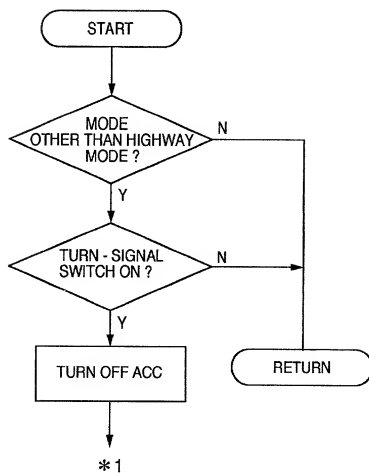 START
MODE
OTHER THAN HIGHWAY
MODE ?
N
Y
TURN - SIGNAL
SWITCH ON ?
N
Y
TURN OFF ACC
RETURN
*1